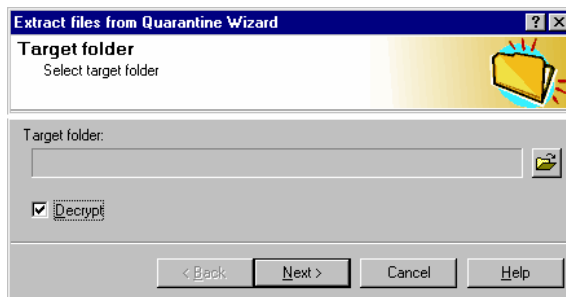 Extract files from Quarantine Wizard
Target folder
Select target folder
Target folder:
Decrypt
< Back Next > Cancel Help